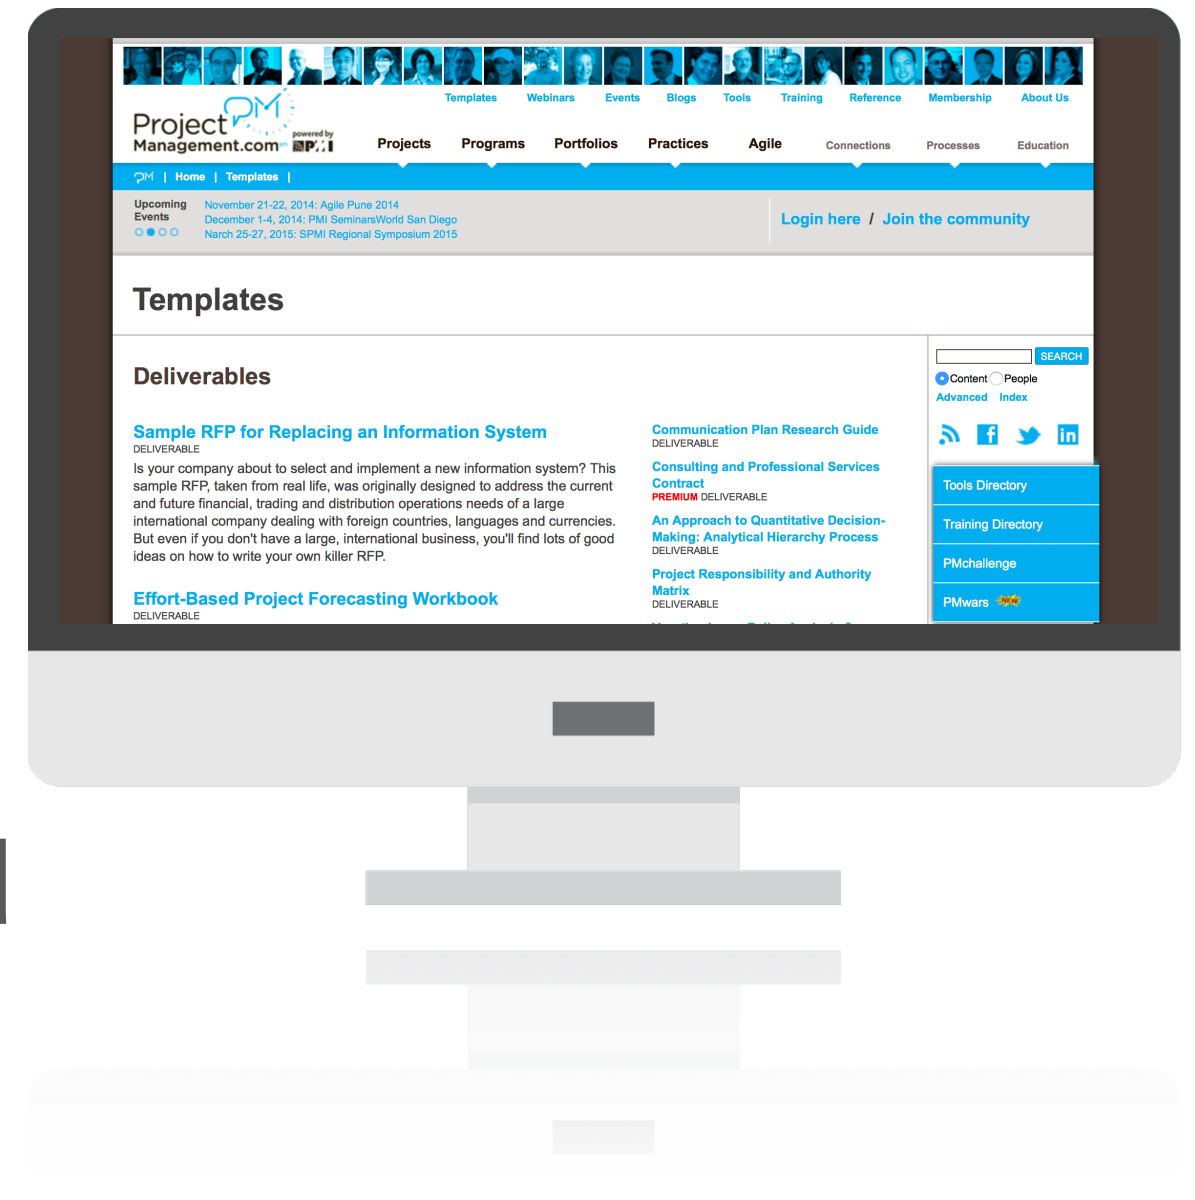 Templates Webinars Events Blogs Tools Training Reference Membership About Us
PM
Project
Management.com
powered by
PMI
Projects Programs Portfolios Practices Agile Connections Processes Education
PM | Home | Templates |
Upcoming
Events
November 21-22, 2014: Agile Pune 2014
December 1-4, 2014: PMI SeminarsWorld San Diego
Narch 25-27, 2015: SPMI Regional Symposium 2015
Login here / Join the community
Templates
Deliverables
Sample RFP for Replacing an Information System
DELIVERABLE
Is your company about to select and implement a new information system? This
sample RFP, taken from real life, was originally designed to address the current
and future financial, trading and distribution operations needs of a large
international company dealing with foreign countries, languages and currencies.
But even if you don't have a large, international business, you'll find lots of good
ideas on how to write your own killer RFP.
Effort-Based Project Forecasting Workbook
DELIVERABLE
Communication Plan Research Guide
DELIVERABLE
Consulting and Professional Services
Contract
PREMIUM DELIVERABLE
An Approach to Quantitative Decision-
Making: Analytical Hierarchy Process
DELIVERABLE
Project Responsibility and Authority
Matrix
DELIVERABLE
SEARCH
Content People
Advanced Index
Tools Directory
Training Directory
PMchallenge
PMwars NEW